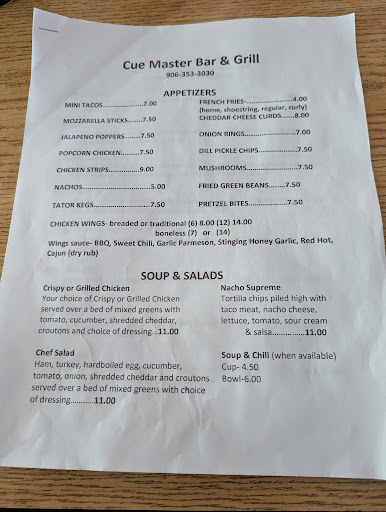 Cue Master Bar & Grill
906-353-3030
APPETIZERS
MINI TACOS........................7.00
MOZZARELLA STICKS......7.50
JALAPENO POPPERS.......7.50
POPCORN CHICKEN.........7.50
CHICKEN STRIPS.............9.00
NACHOS.............................5.00
TATOR KEGS........................7.50
FRENCH FRIES-...................4.00
(home, shoestring, regular, curly)
CHEDDAR CHEESE CURDS......8.00
ONION RINGS......................7.00
DILL PICKLE CHIPS................7.50
MUSHROOMS.......................7.50
FRIED GREEN BEANS........7.50
PRETZEL BITES................7.50
CHICKEN WINGS- breaded or traditional (6) 8.00 (12) 14.00
boneless (7) or (14)
Wings sauce- BBQ, Sweet Chili, Garlic Parmeson, Stinging Honey Garlic, Red Hot,
Cajun (dry rub)
SOUP & SALADS
Crispy or Grilled Chicken
Your choice of Crispy or Grilled Chicken
served over a bed of mixed greens with
tomato, cucumber, shredded cheddar,
croutons and choice of dressing...11.00
Chef Salad
Ham, turkey, hardboiled egg, cucumber,
tomato, onion, shredded cheddar and croutons
served over a bed of mixed greens with choice
of dressing............11.00
Nacho Supreme
Tortilla chips piled high with
taco meat, nacho cheese,
lettuce, tomato, sour cream
& salsa................11.00
Soup & Chili (when available)
Cup- 4.50
Bowl-6.00